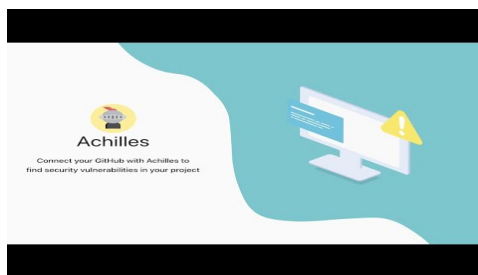 Achilles
Connect your GitHub with Achilles to
find security vulnerabilities in your project